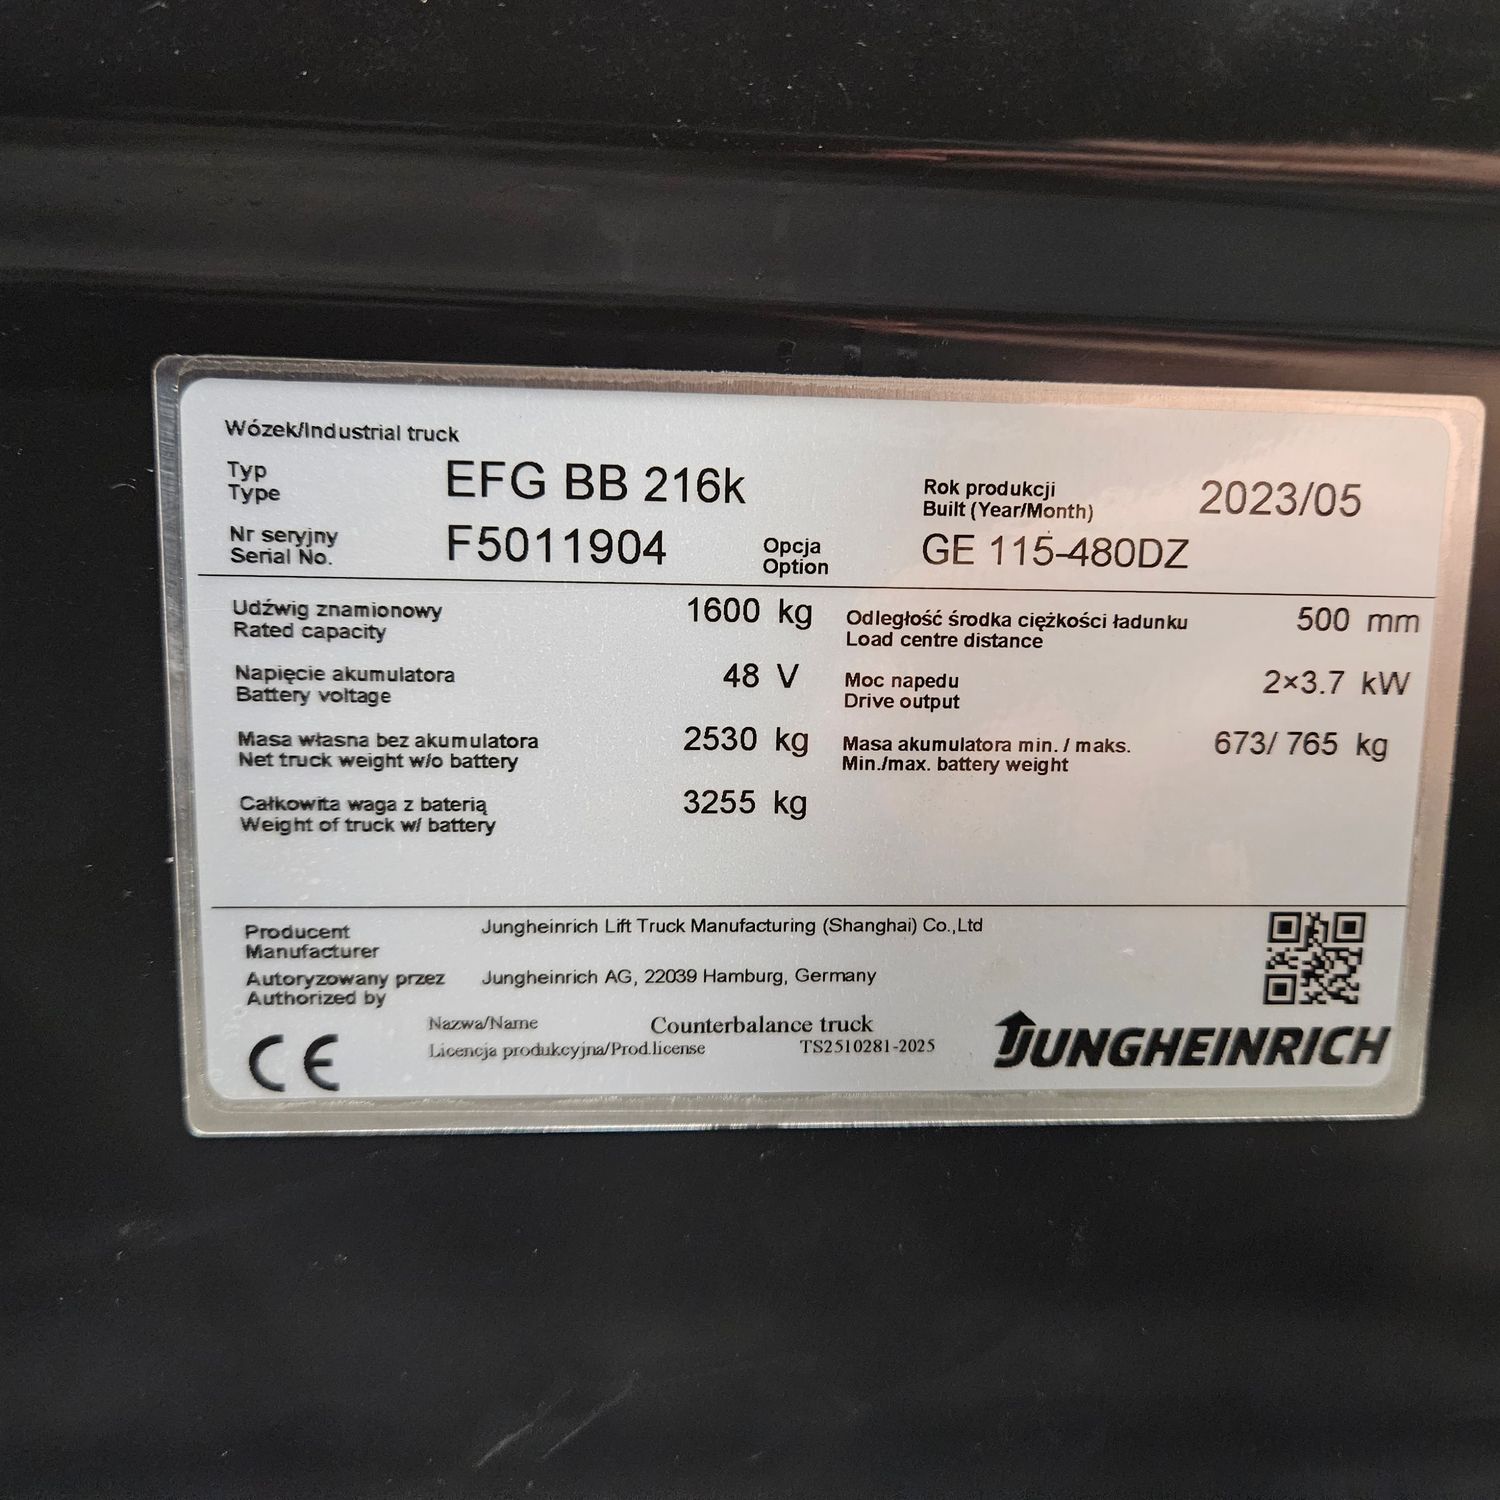 Wózek/Industrial truck
Typ
Type
EFG BB 216k
Rok produkcji
Built (Year/Month)
2023/05
Nr seryjny
Serial No.
F5011904
Opcja
Option
GE 115-480DZ
Udźwig znamionowy
Rated capacity
1600 kg
Odległość środka ciężkości ładunku
Load centre distance
500 mm
Napięcie akumulatora
Battery voltage
48 V
Moc napedu
Drive output
2×3.7 kW
Masa własna bez akumulatora
Net truck weight w/o battery
2530 kg
Masa akumulatora min. / maks.
Min./max. battery weight
673/ 765 kg
Całkowita waga z baterią
Weight of truck w/ battery
3255 kg
Producent
Manufacturer
Jungheinrich Lift Truck Manufacturing (Shanghai) Co.,Ltd
Autoryzowany przez
Authorized by
Jungheinrich AG, 22039 Hamburg, Germany
Nazwa/Name Counterbalance truck
Licencja produkcyjna/Prod.license TS2510281-2025
CE
JUNGHEINRICH